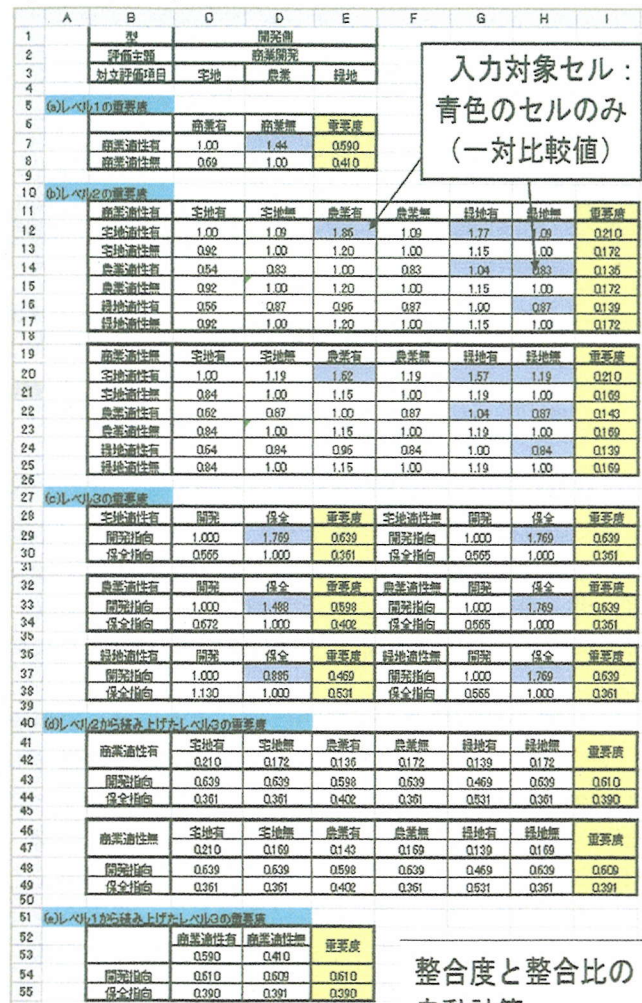 A B C D E F G H I
1 型 開発側
2 評価主題 商業開発
3 対立評価項目 宅地 農業 緑地
4
5 (a)レベル1の重要度
6 商業有 商業無 重要度
7 商業適性有 1.00 1.44 0.590
8 商業適性無 0.69 1.00 0.410
9
入力対象セル：
青色のセルのみ
（一対比較値）
10 (b)レベル2の重要度
11 商業適性有 宅地有 宅地無 農業有 農業無 緑地有 緑地無 重要度
12 宅地適性有 1.00 1.09 1.86 1.09 1.77 1.09 0.210
13 宅地適性無 0.92 1.00 1.20 1.00 1.15 1.00 0.172
14 農業適性有 0.54 0.83 1.00 0.83 1.04 0.83 0.136
15 農業適性無 0.92 1.00 1.20 1.00 1.15 1.00 0.172
16 緑地適性有 0.56 0.87 0.96 0.87 1.00 0.87 0.139
17 緑地適性無 0.92 1.00 1.20 1.00 1.15 1.00 0.172
18
19 商業適性無 宅地有 宅地無 農業有 農業無 緑地有 緑地無 重要度
20 宅地適性有 1.00 1.19 1.62 1.19 1.57 1.19 0.210
21 宅地適性無 0.84 1.00 1.15 1.00 1.19 1.00 0.169
22 農業適性有 0.62 0.87 1.00 0.87 1.04 0.87 0.143
23 農業適性無 0.84 1.00 1.15 1.00 1.19 1.00 0.169
24 緑地適性有 0.64 0.84 0.96 0.84 1.00 0.84 0.139
25 緑地適性無 0.84 1.00 1.15 1.00 1.19 1.00 0.169
26
27 (c)レベル3の重要度
28 宅地適性有 開発 保全 重要度 宅地適性無 開発 保全 重要度
29 開発指向 1.000 1.769 0.639 開発指向 1.000 1.769 0.639
30 保全指向 0.565 1.000 0.361 保全指向 0.565 1.000 0.361
31
32 農業適性有 開発 保全 重要度 農業適性無 開発 保全 重要度
33 開発指向 1.000 1.488 0.598 開発指向 1.000 1.769 0.639
34 保全指向 0.672 1.000 0.402 保全指向 0.565 1.000 0.361
35
36 緑地適性有 開発 保全 重要度 緑地適性無 開発 保全 重要度
37 開発指向 1.000 0.885 0.469 開発指向 1.000 1.769 0.639
38 保全指向 1.130 1.000 0.531 保全指向 0.565 1.000 0.361
39
40 (d)レベル2から積み上げたレベル3の重要度
41 商業適性有 宅地有 宅地無 農業有 農業無 緑地有 緑地無 重要度
42 0.210 0.172 0.136 0.172 0.139 0.172
43 開発指向 0.639 0.639 0.598 0.639 0.469 0.639 0.610
44 保全指向 0.361 0.361 0.402 0.361 0.531 0.361 0.390
45
46 商業適性無 宅地有 宅地無 農業有 農業無 緑地有 緑地無 重要度
47 0.210 0.169 0.143 0.169 0.139 0.169
48 開発指向 0.639 0.639 0.598 0.639 0.469 0.639 0.609
49 保全指向 0.361 0.361 0.402 0.361 0.531 0.361 0.391
50
51 (e)レベル1から積み上げたレベル3の重要度
52 商業適性有 商業適性無 重要度
53 0.590 0.410
54 開発指向 0.610 0.609 0.610
55 保全指向 0.390 0.391 0.390
整合度と整合比の